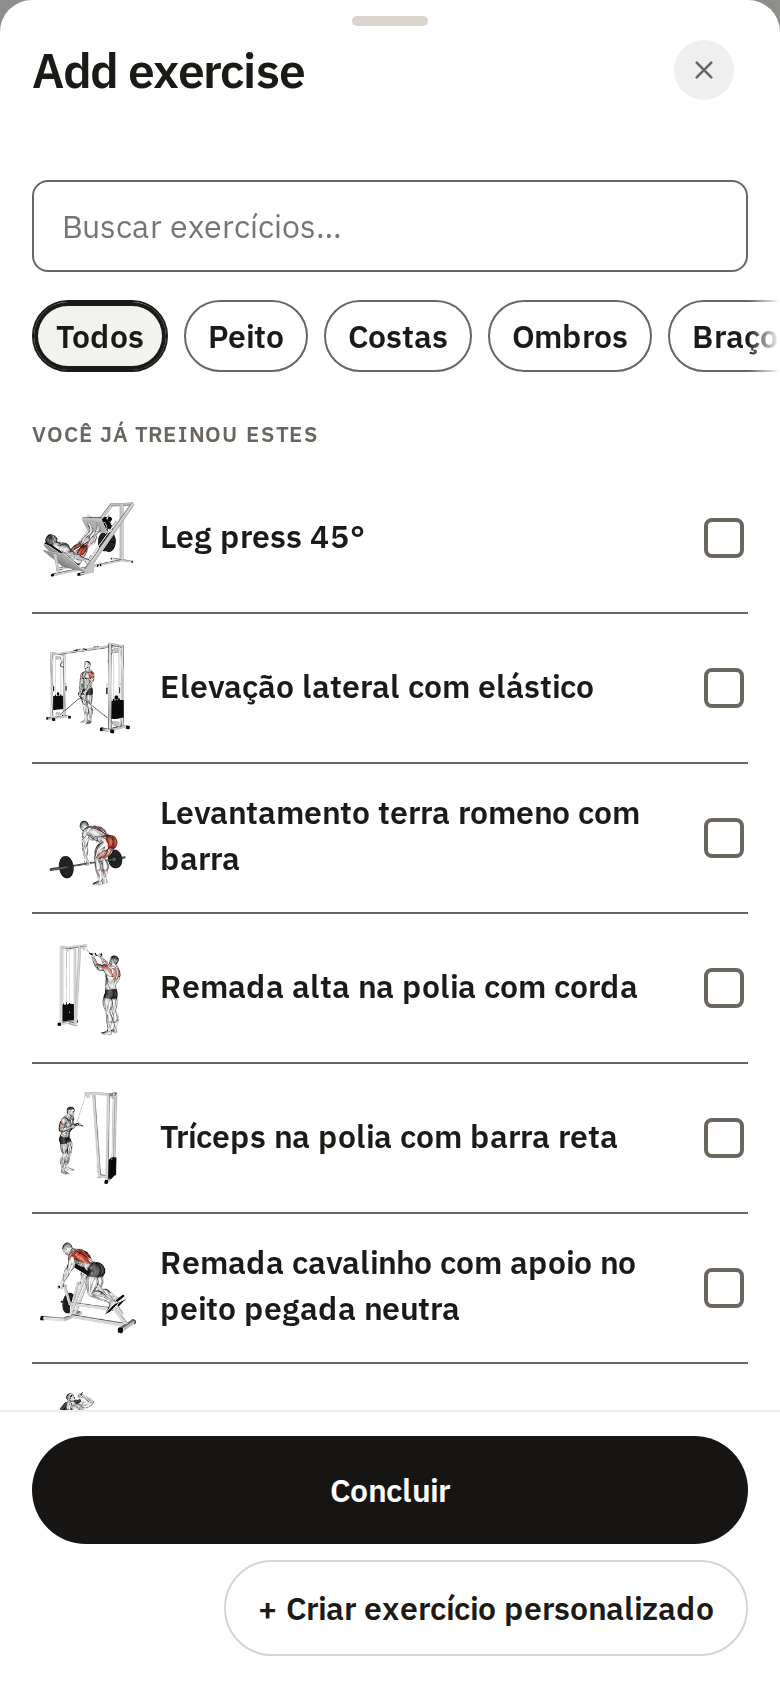 Add exercise
Buscar exercícios...
Todos
Peito
Costas
Ombros
Braço
VOCÊ JÁ TREINOU ESTES
Leg press 45°
Elevação lateral com elástico
Levantamento terra romeno com
barra
Remada alta na polia com corda
Tríceps na polia com barra reta
Remada cavalinho com apoio no
peito pegada neutra
Concluir
+ Criar exercício personalizado